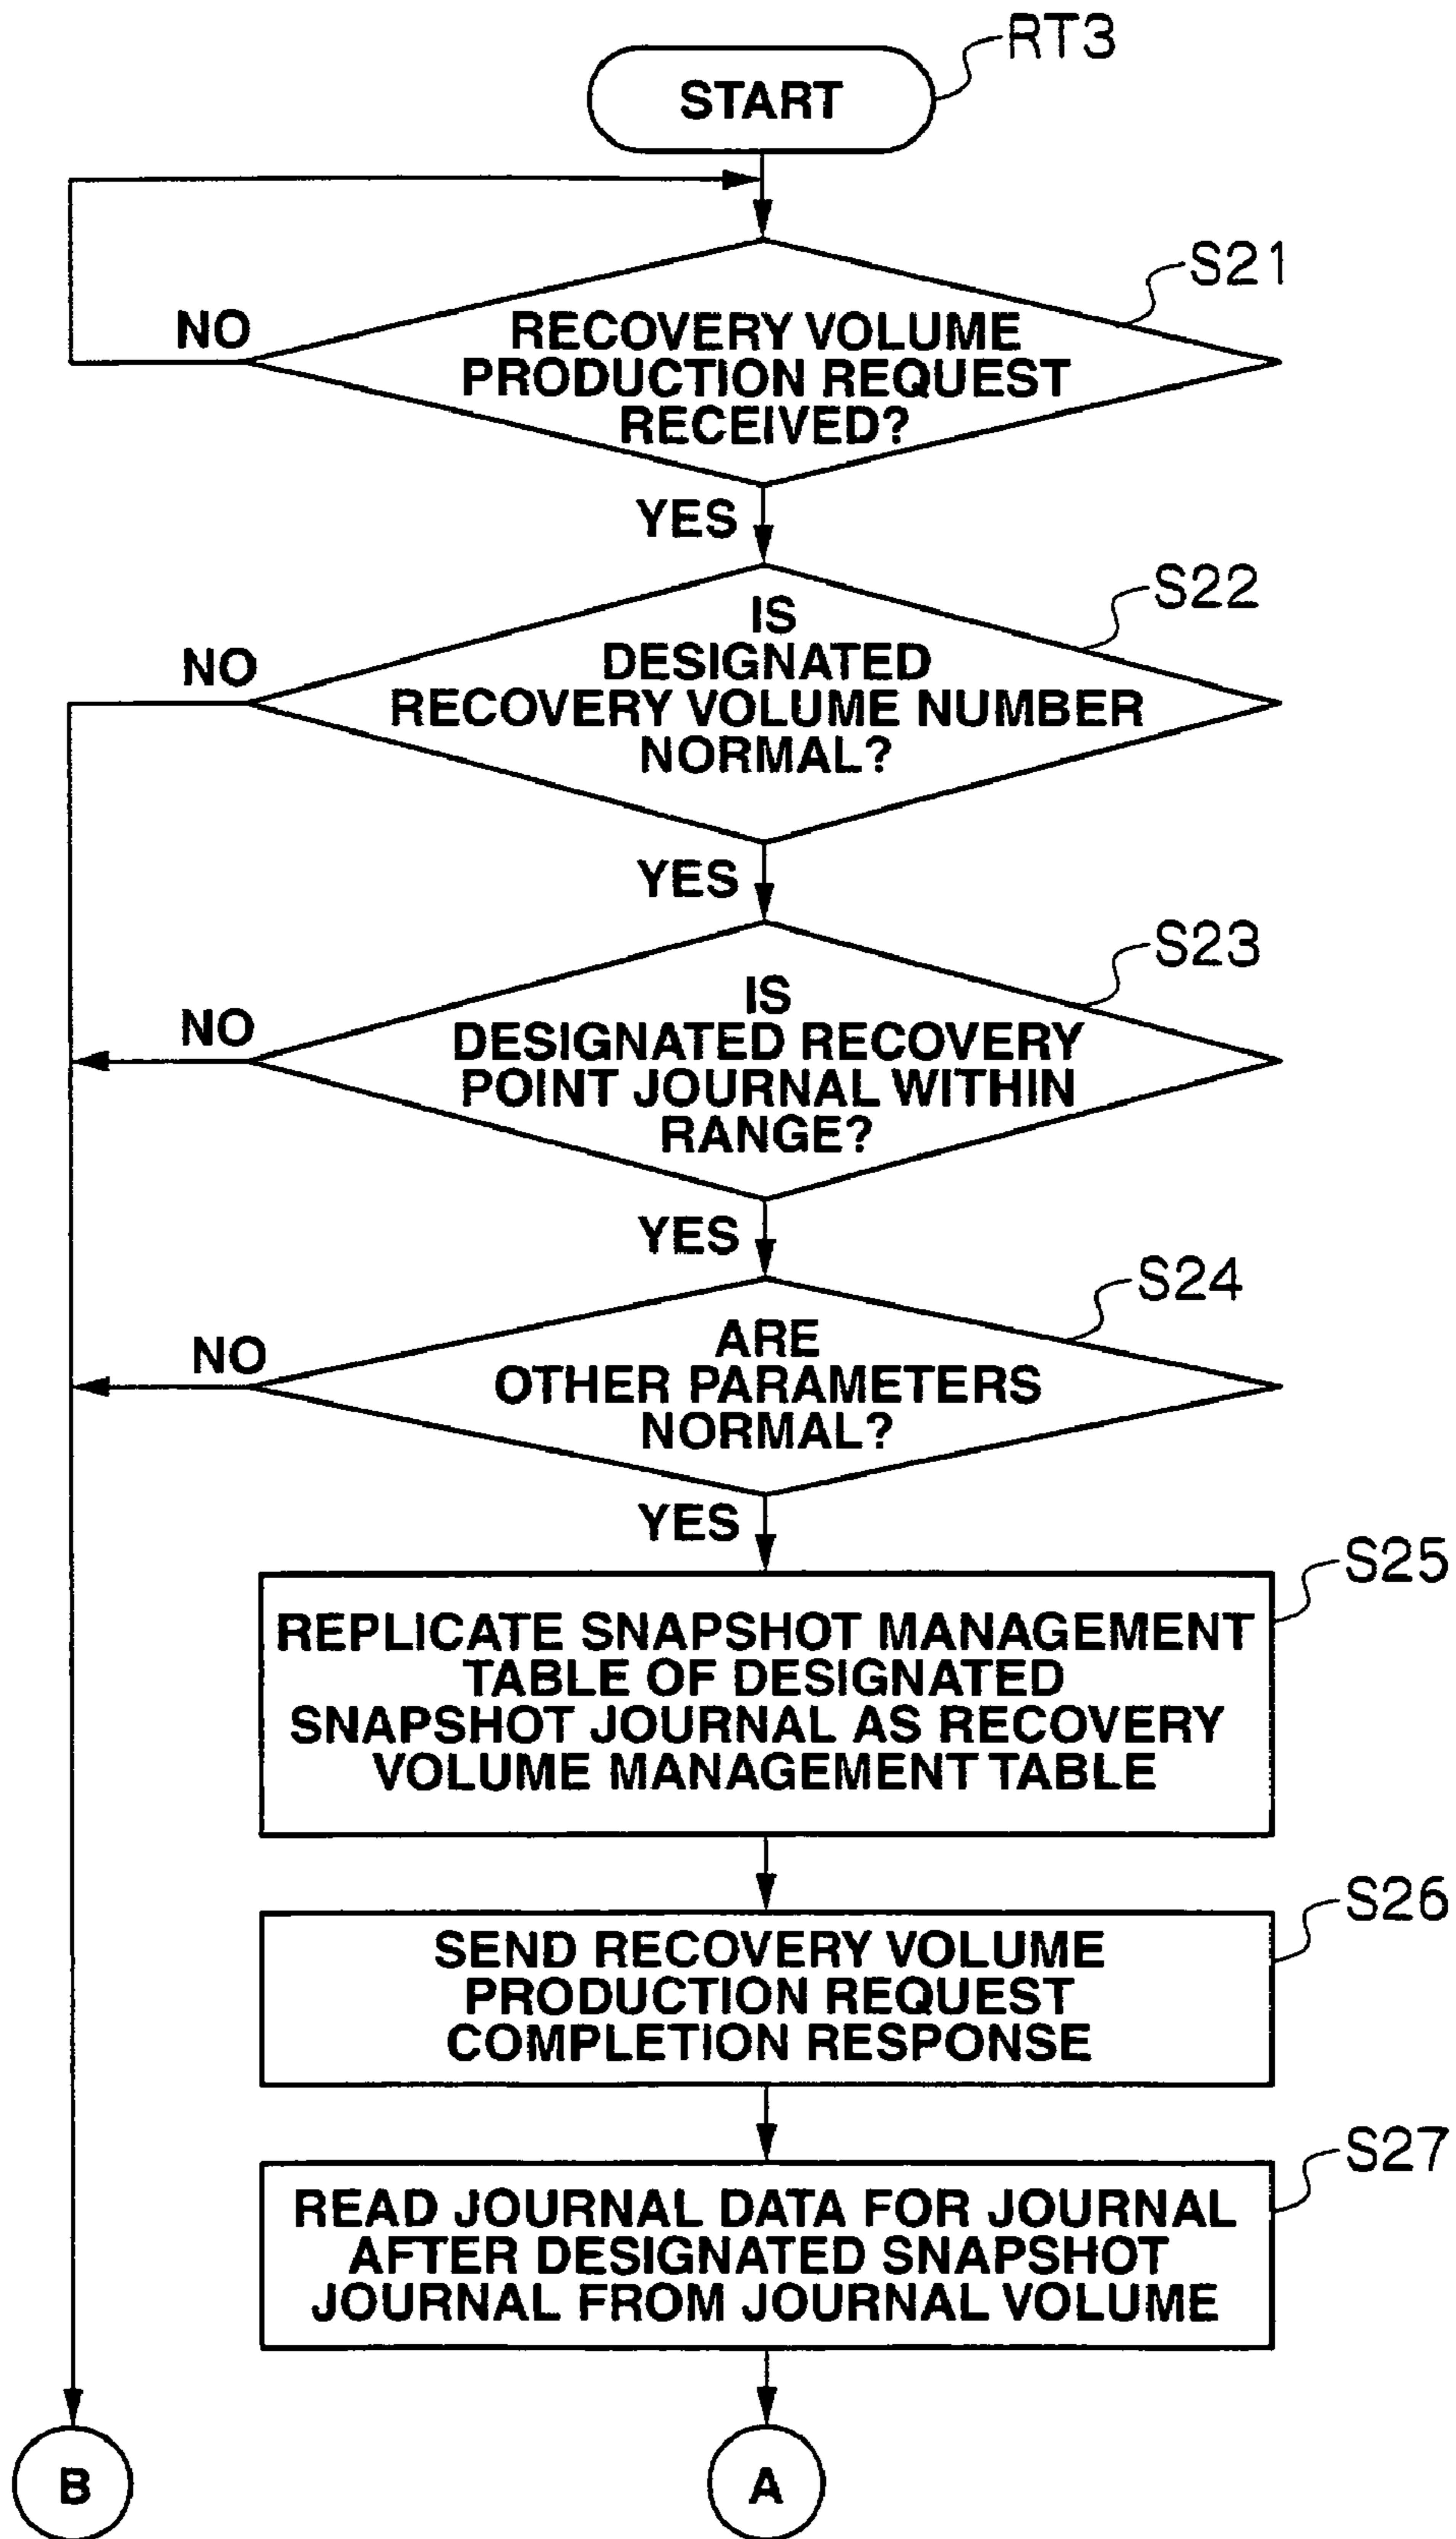 RT3
START
S21
NO
RECOVERY VOLUME
PRODUCTION REQUEST
RECEIVED?
YES
S22
IS
DESIGNATED
RECOVERY VOLUME NUMBER
NORMAL?
NO
YES
S23
IS
DESIGNATED RECOVERY
POINT JOURNAL WITHIN
RANGE?
NO
YES
S24
ARE
OTHER PARAMETERS
NORMAL?
NO
YES
S25
REPLICATE SNAPSHOT MANAGEMENT
TABLE OF DESIGNATED
SNAPSHOT JOURNAL AS RECOVERY
VOLUME MANAGEMENT TABLE
S26
SEND RECOVERY VOLUME
PRODUCTION REQUEST
COMPLETION RESPONSE
S27
READ JOURNAL DATA FOR JOURNAL
AFTER DESIGNATED SNAPSHOT
JOURNAL FROM JOURNAL VOLUME
B
A